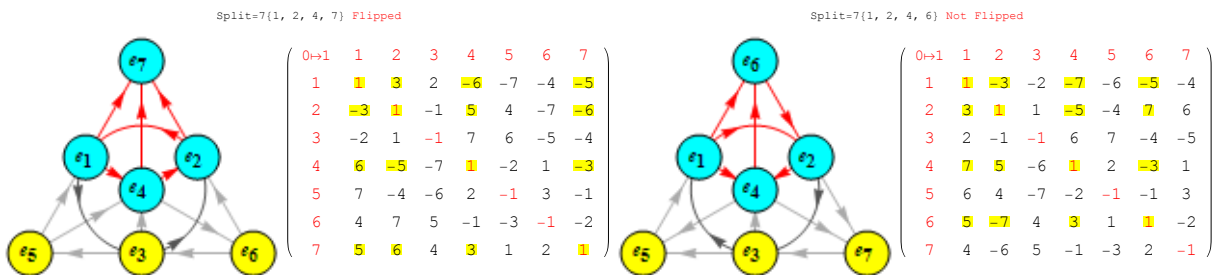 Split=7{1, 2, 4, 7} Flipped
e7
e1 e2
e4
e5 e3 e6
0↦1 1 2 3 4 5 6 7
1 1 3 2 -6 -7 -4 -5
2 -3 1 -1 5 4 -7 -6
3 -2 1 -1 7 6 -5 -4
4 6 -5 -7 1 -2 1 -3
5 7 -4 -6 2 -1 3 -1
6 4 7 5 -1 -3 -1 -2
7 5 6 4 3 1 2 1
Split=7{1, 2, 4, 6} Not Flipped
e6
e1 e2
e4
e5 e3 e7
0↦1 1 2 3 4 5 6 7
1 1 -3 -2 -7 -6 -5 -4
2 3 1 1 -5 -4 7 6
3 2 -1 -1 6 7 -4 -5
4 7 5 -6 1 2 -3 1
5 6 4 -7 -2 -1 -1 3
6 5 -7 4 3 1 1 -2
7 4 -6 5 -1 -3 2 -1